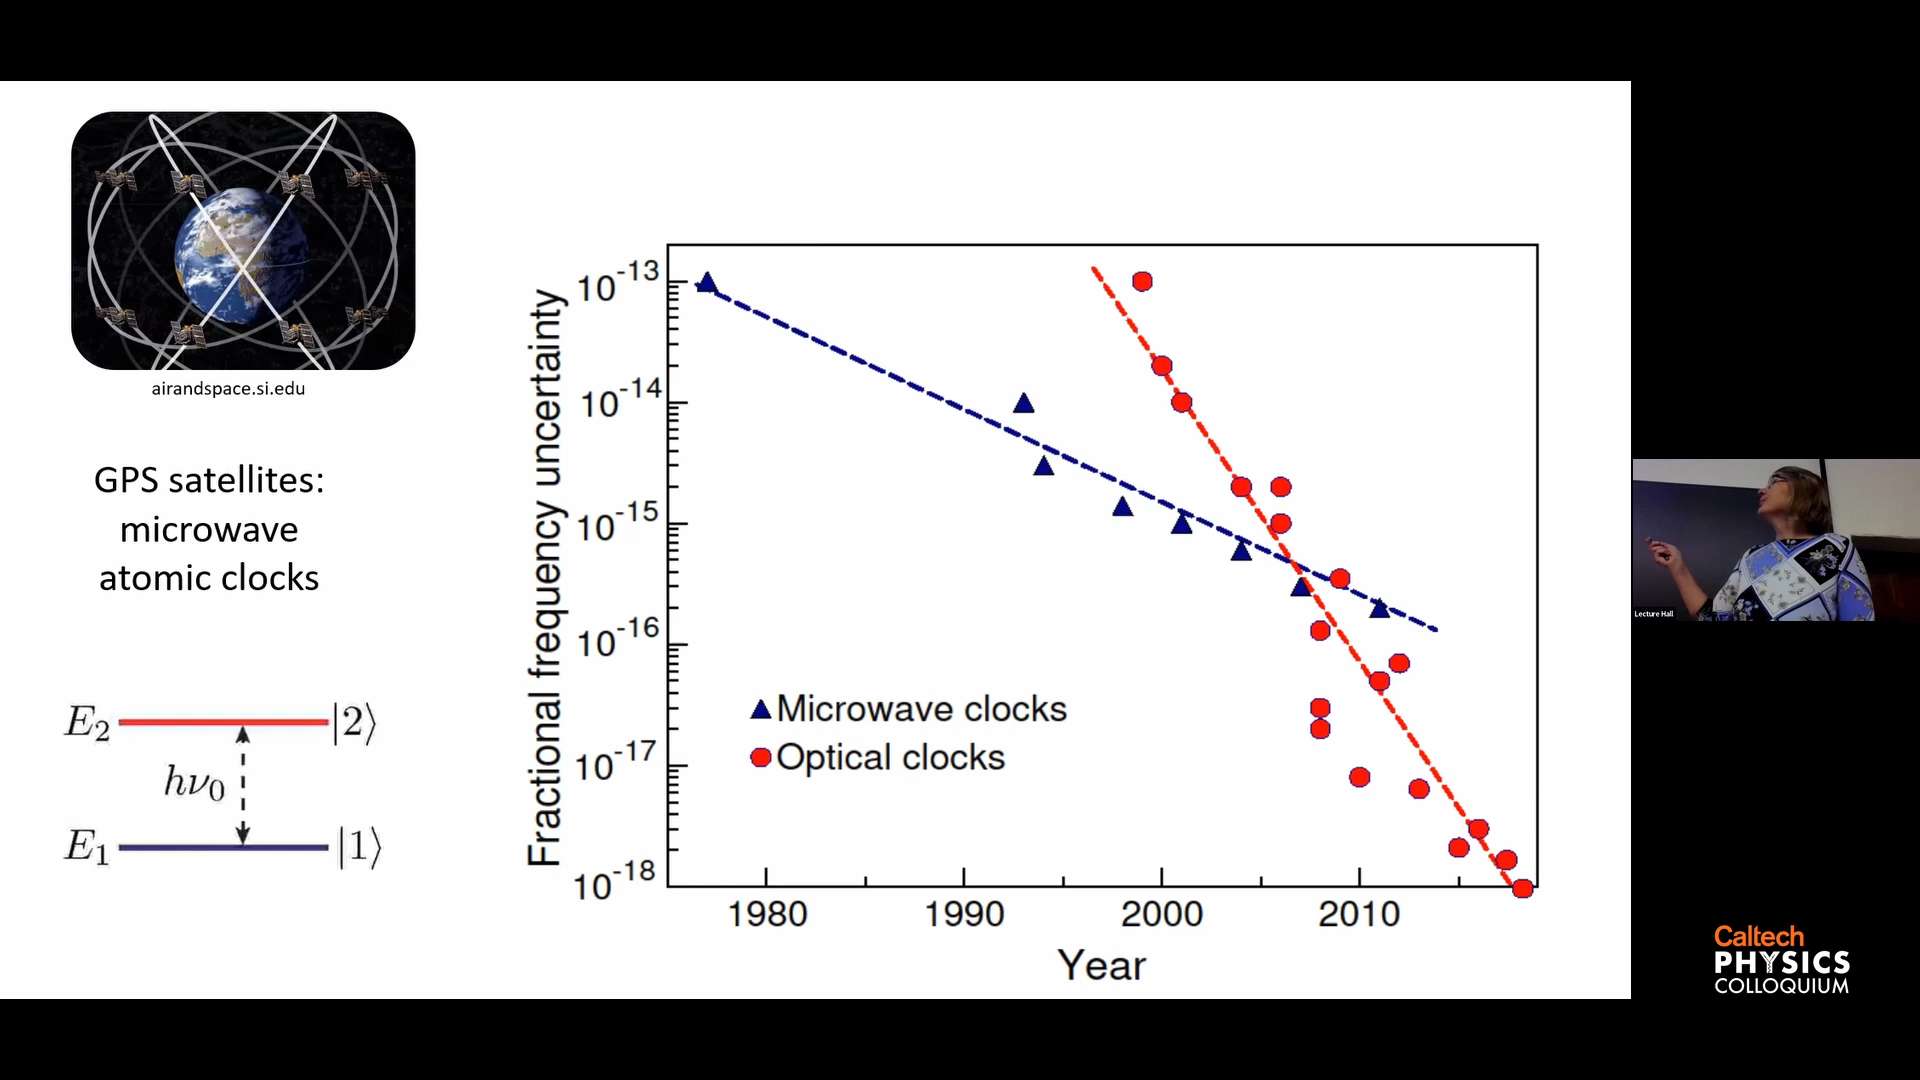 airandspace.si.edu
GPS satellites:
microwave
atomic clocks
E₂ |2⟩
hν₀
E₁ |1⟩
Fractional frequency uncertainty
10⁻¹³
10⁻¹⁴
10⁻¹⁵
10⁻¹⁶
10⁻¹⁷
10⁻¹⁸
Microwave clocks
Optical clocks
1980 1990 2000 2010
Year
Lecture Hall
Caltech
PHYSICS
COLLOQUIUM